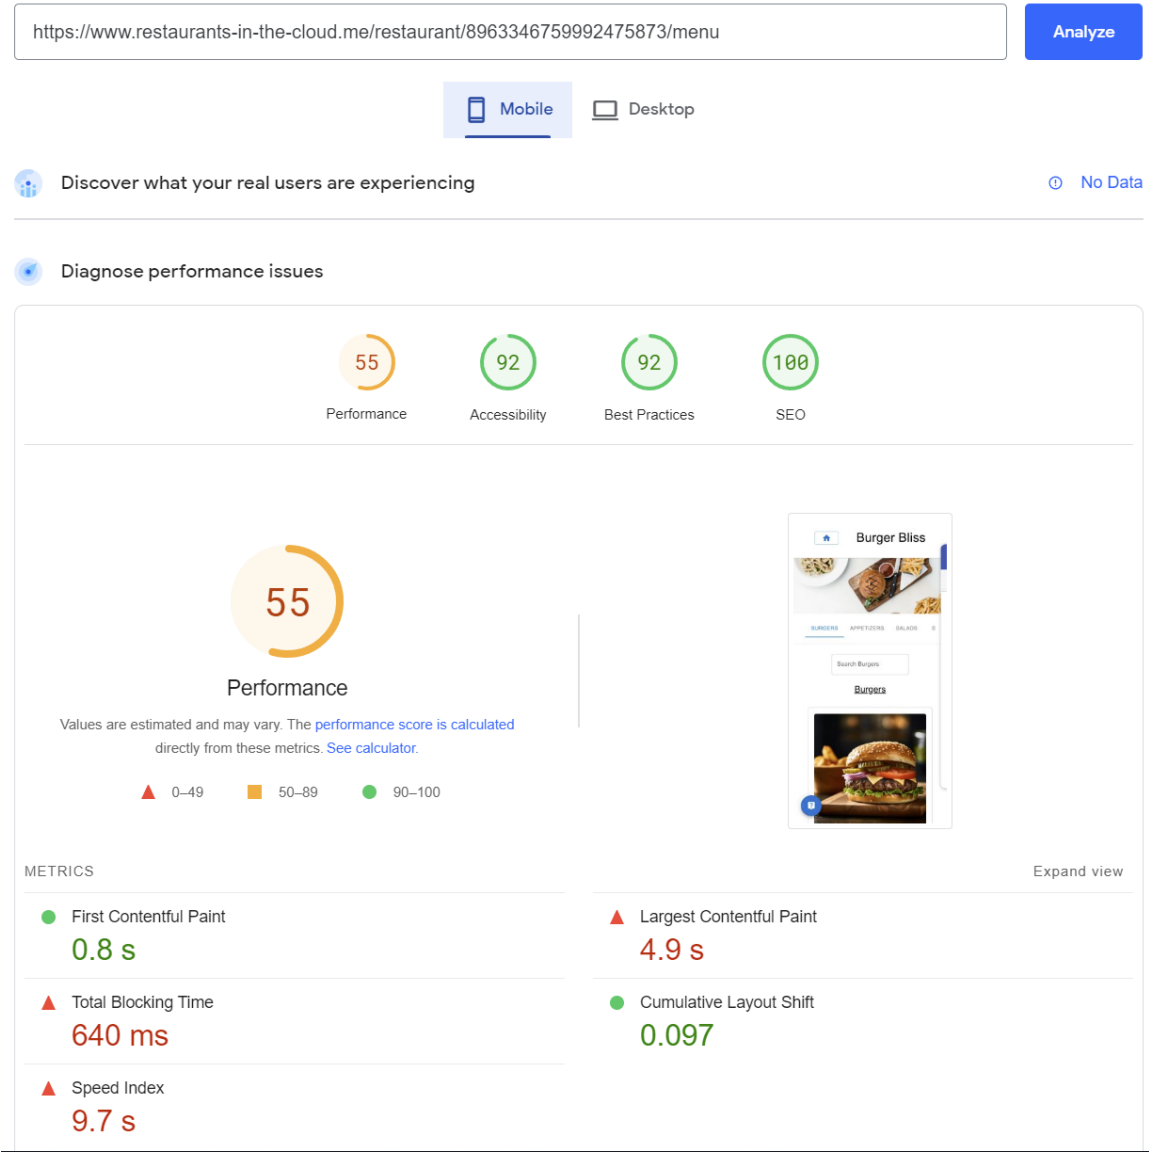 https://www.restaurants-in-the-cloud.me/restaurant/8963346759992475873/menu
Analyze
Mobile
Desktop
Discover what your real users are experiencing
No Data
Diagnose performance issues
55
92
92
100
Performance
Accessibility
Best Practices
SEO
55
Performance
Values are estimated and may vary. The performance score is calculated
directly from these metrics. See calculator.
0–49
50–89
90–100
Burger Bliss
BURGERS APPETIZERS SALADS
Search Burgers
Burgers
METRICS
Expand view
First Contentful Paint
0.8 s
Largest Contentful Paint
4.9 s
Total Blocking Time
640 ms
Cumulative Layout Shift
0.097
Speed Index
9.7 s